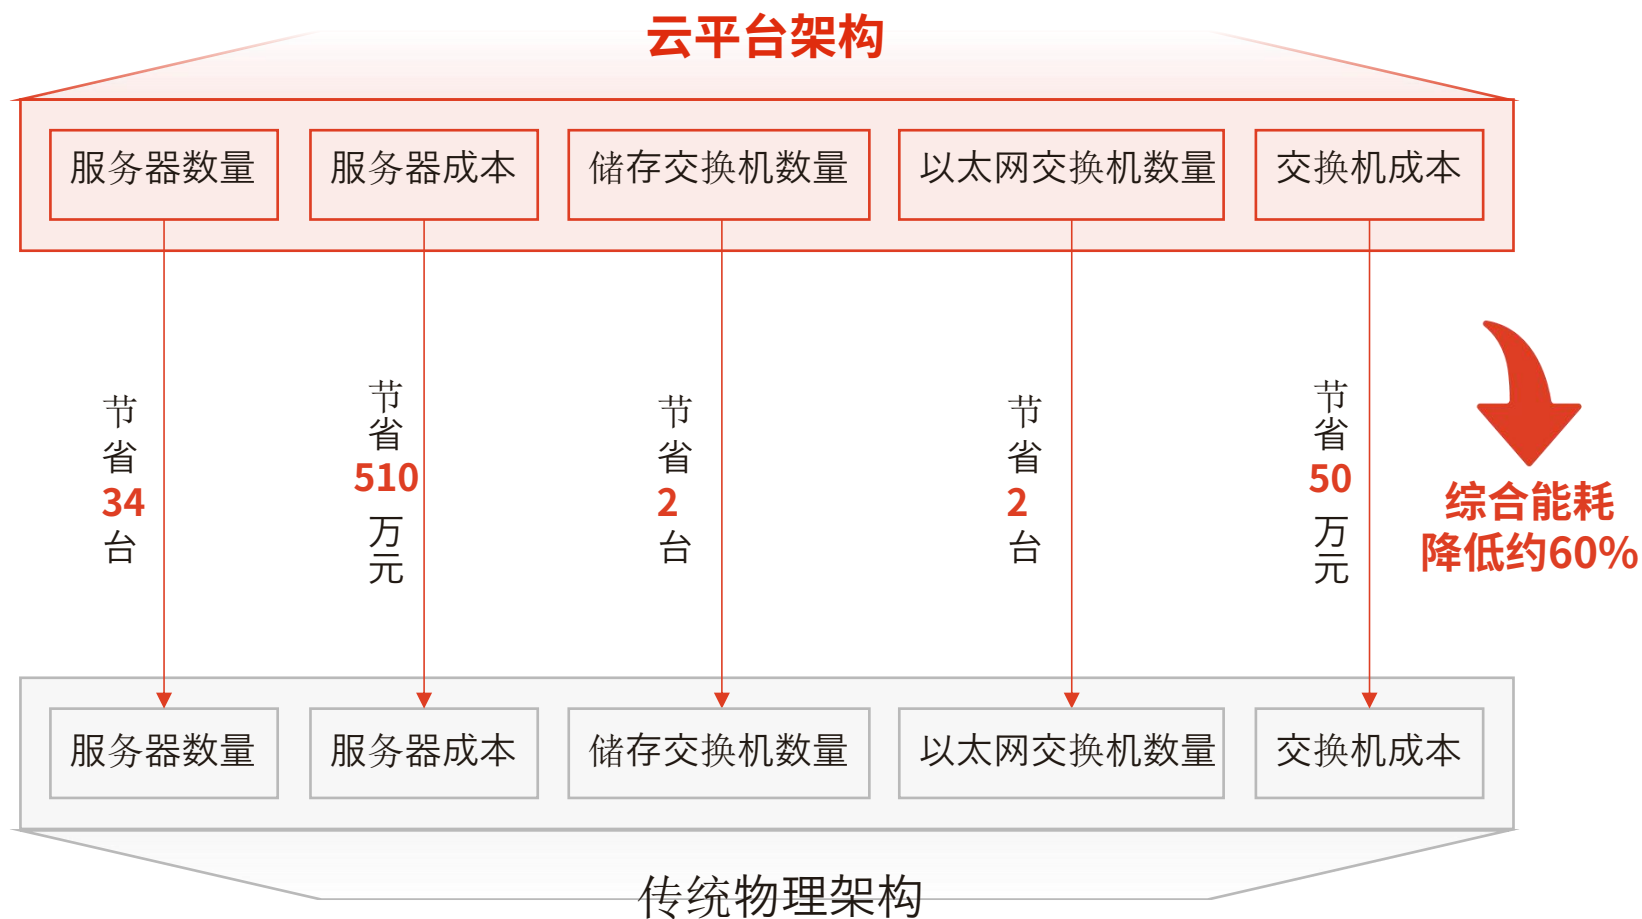 云平台架构
服务器数量
服务器成本
储存交换机数量
以太网交换机数量
交换机成本
节省34台
节省510万元
节省2台
节省2台
节省50万元
综合能耗
降低约60%
服务器数量
服务器成本
储存交换机数量
以太网交换机数量
交换机成本
传统物理架构